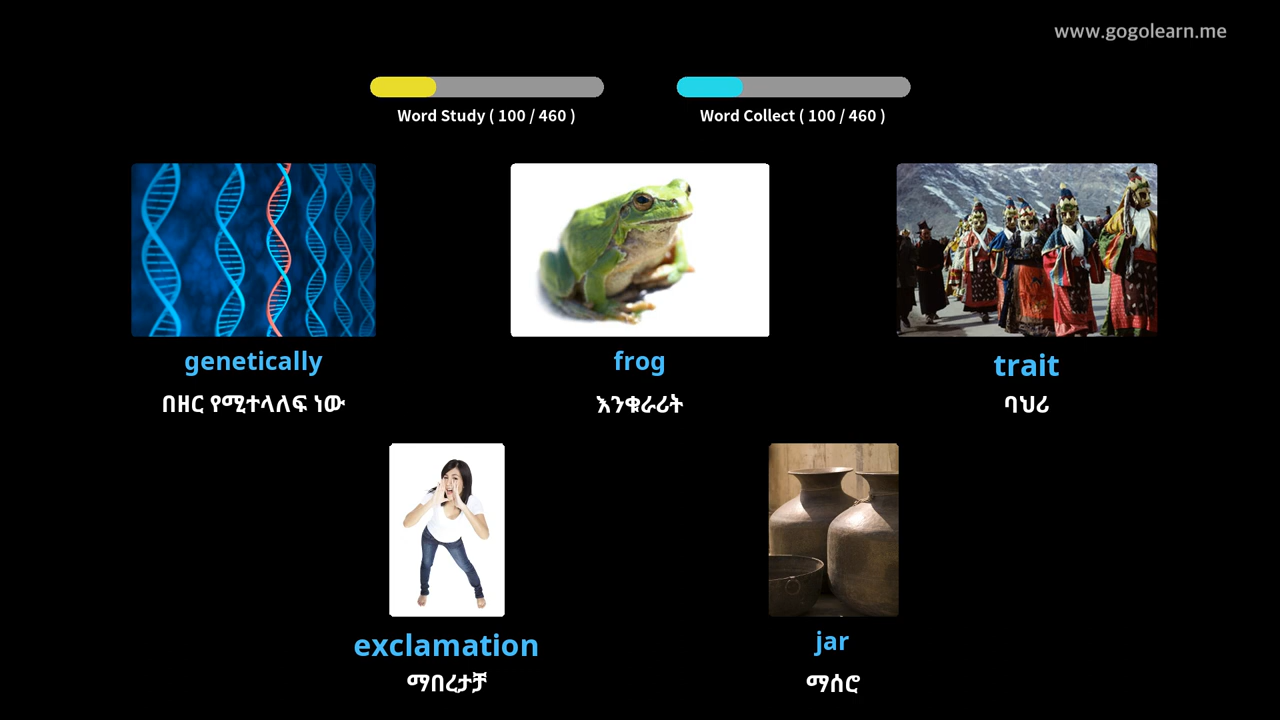 www.gogolearn.me
Word Study ( 100 / 460 )
Word Collect ( 100 / 460 )
genetically
በዘር የሚተላለፍ ነው
frog
እንቁራሪት
trait
ባህሪ
exclamation
ማበረታቻ
jar
ማሰሮ